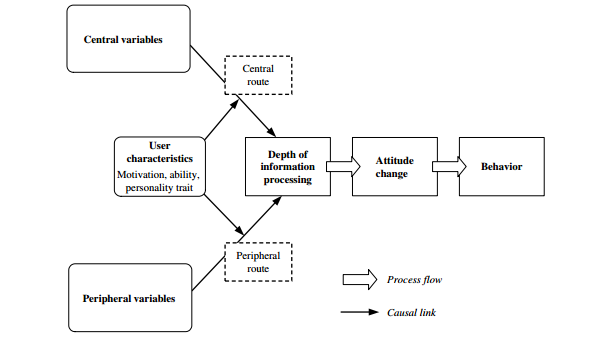 Central variables
Central
route
User
characteristics
Motivation, ability,
personality trait
Depth of
information
processing
Attitude
change
Behavior
Peripheral
route
Peripheral variables
Process flow
Causal link